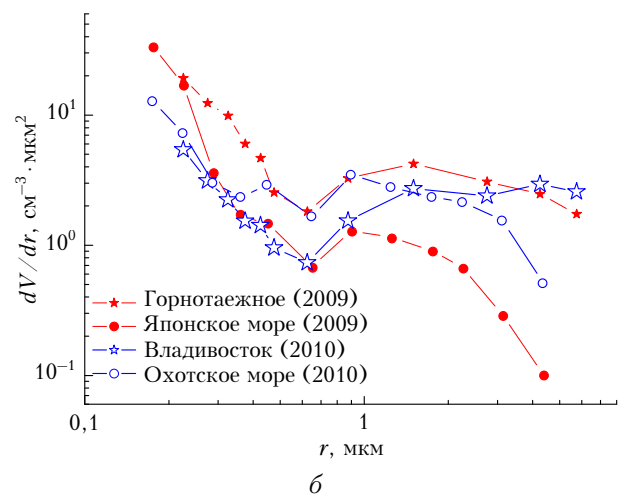 dV/dr, см⁻³ · мкм²
10¹
10⁰
10⁻¹
Горнотаежное (2009)
Японское море (2009)
Владивосток (2010)
Охотское море (2010)
0,1
1
r, мкм
б